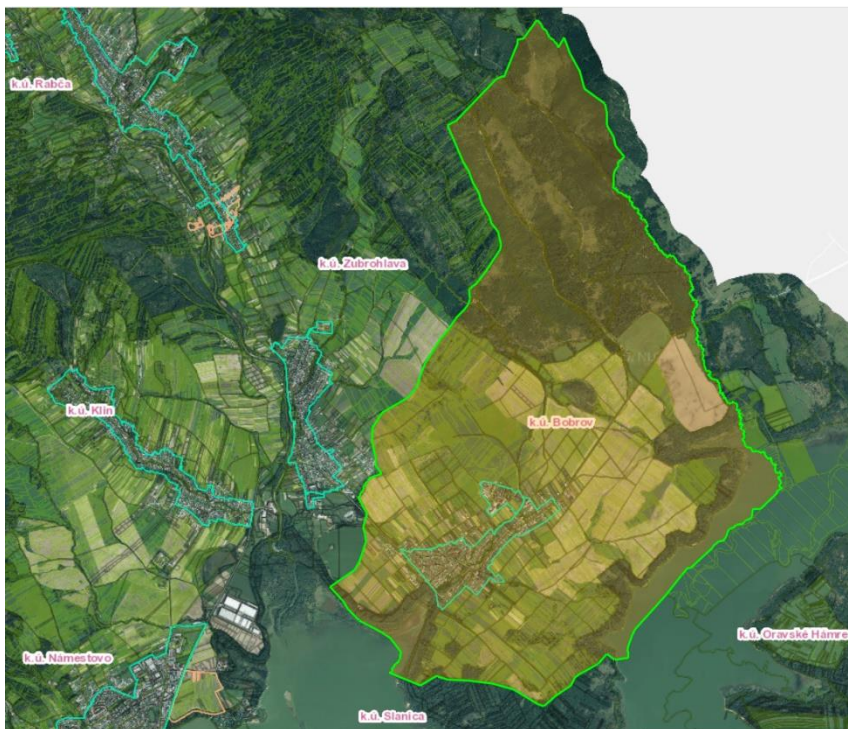 k.ú. Rabča
k.ú. Zubrohlava
k.ú. Klin
k.ú. Bobrov
k.ú. Oravské Hámre
k.ú. Námestovo
k.ú. Slanica